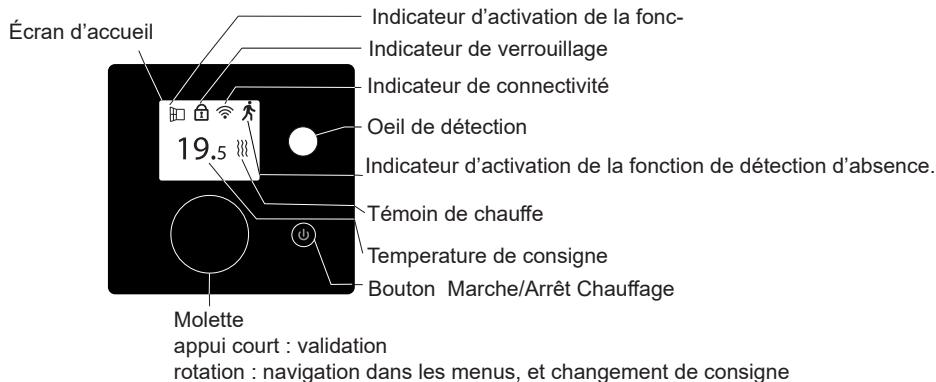 Indicateur d’activation de la fonc-
Écran d’accueil
Indicateur de verrouillage
Indicateur de connectivité
Oeil de détection
19.5
Indicateur d’activation de la fonction de détection d’absence.
Témoin de chauffe
Temperature de consigne
Bouton  Marche/Arrêt Chauffage
Molette
appui court : validation
rotation : navigation dans les menus, et changement de consigne